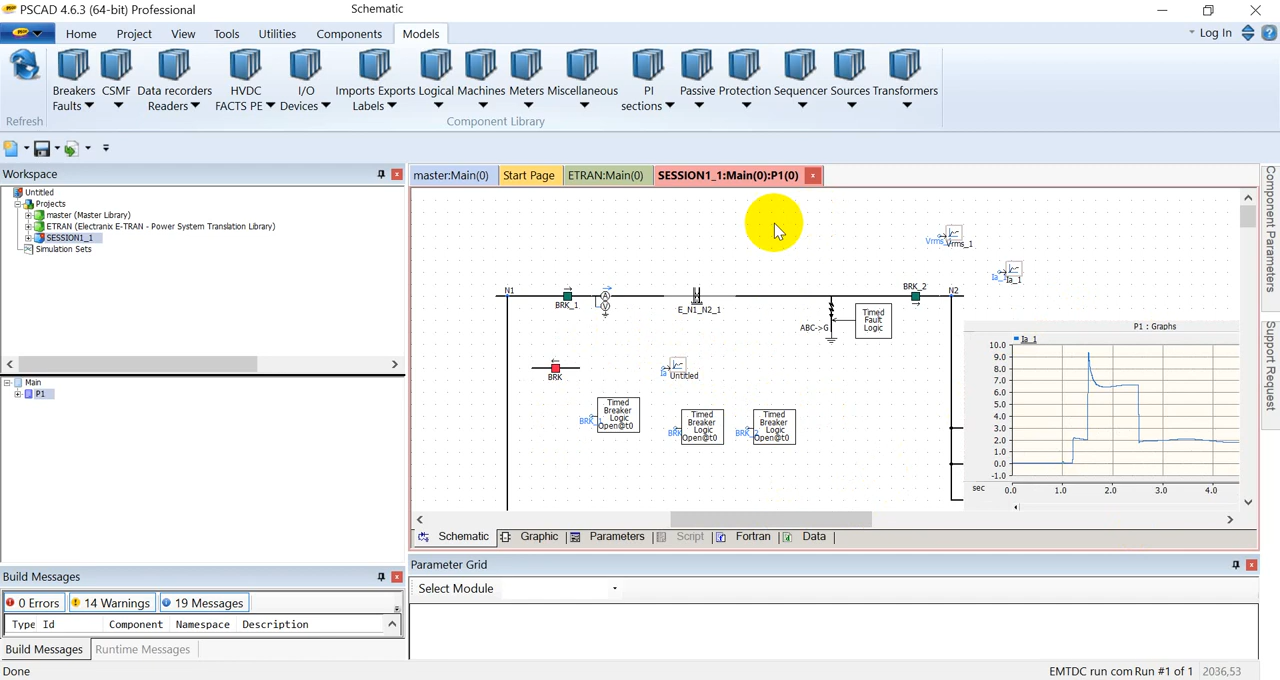 PSCAD 4.6.3 (64-bit) Professional
Schematic
Home Project View Tools Utilities Components Models
Log In
Breakers Faults
CSMF
Data recorders Readers
HVDC FACTS PE
I/O Devices
Imports Exports Labels
Logical
Machines
Meters
Miscellaneous
PI sections
Passive
Protection
Sequencer
Sources
Transformers
Refresh
Component Library
Workspace
Untitled
Projects
master (Master Library)
ETRAN (Electranix E-TRAN - Power System Translation Library)
SESSION1_1
Simulation Sets
Main
P1
master:Main(0) Start Page ETRAN:Main(0) SESSION1_1:Main(0):P1(0)
Component Parameters
Support Request
Vrms_1
Ia_1
N1
BRK_1
A
V
E_N1_N2_1
ABC->G
Timed
Fault
Logic
BRK_2
N2
BRK
Ia
Untitled
BRK_
Timed
Breaker
Logic
Open@t0
BRK
Timed
Breaker
Logic
Open@t0
BRK_
Timed
Breaker
Logic
Open@t0
P1 : Graphs
Ia_1
10.0
9.0
8.0
7.0
6.0
5.0
4.0
3.0
2.0
1.0
0.0
-1.0
sec 0.0 1.0 2.0 3.0 4.0
Schematic Graphic Parameters Script Fortran Data
Build Messages
0 Errors 14 Warnings 19 Messages
Type Id Component Namespace Description
Build Messages Runtime Messages
Parameter Grid
Select Module
Done
EMTDC run com Run #1 of 1 2036,53